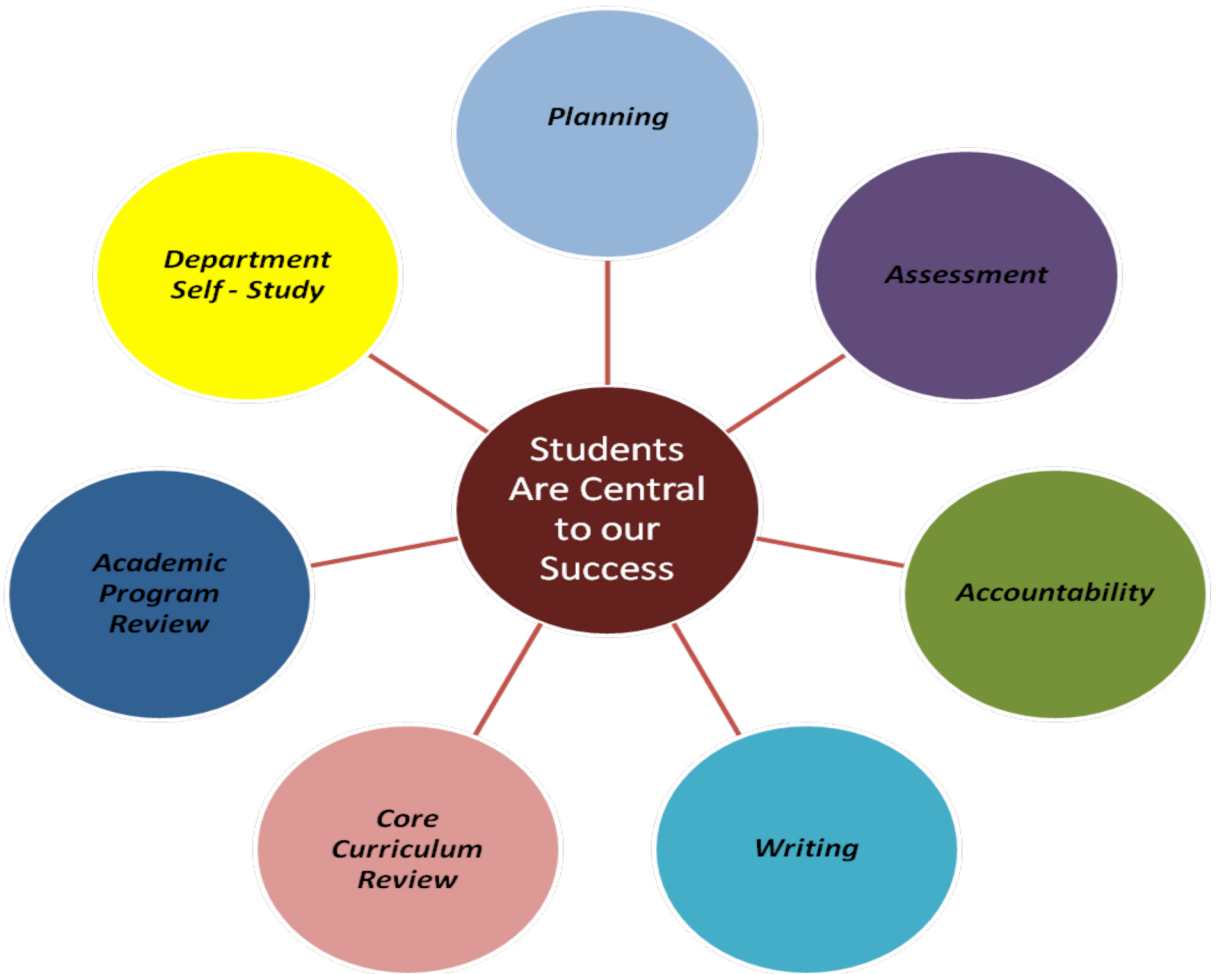 Planning
Assessment
Accountability
Writing
Core
Curriculum
Review
Academic
Program
Review
Department
Self - Study
Students
Are Central
to our
Success